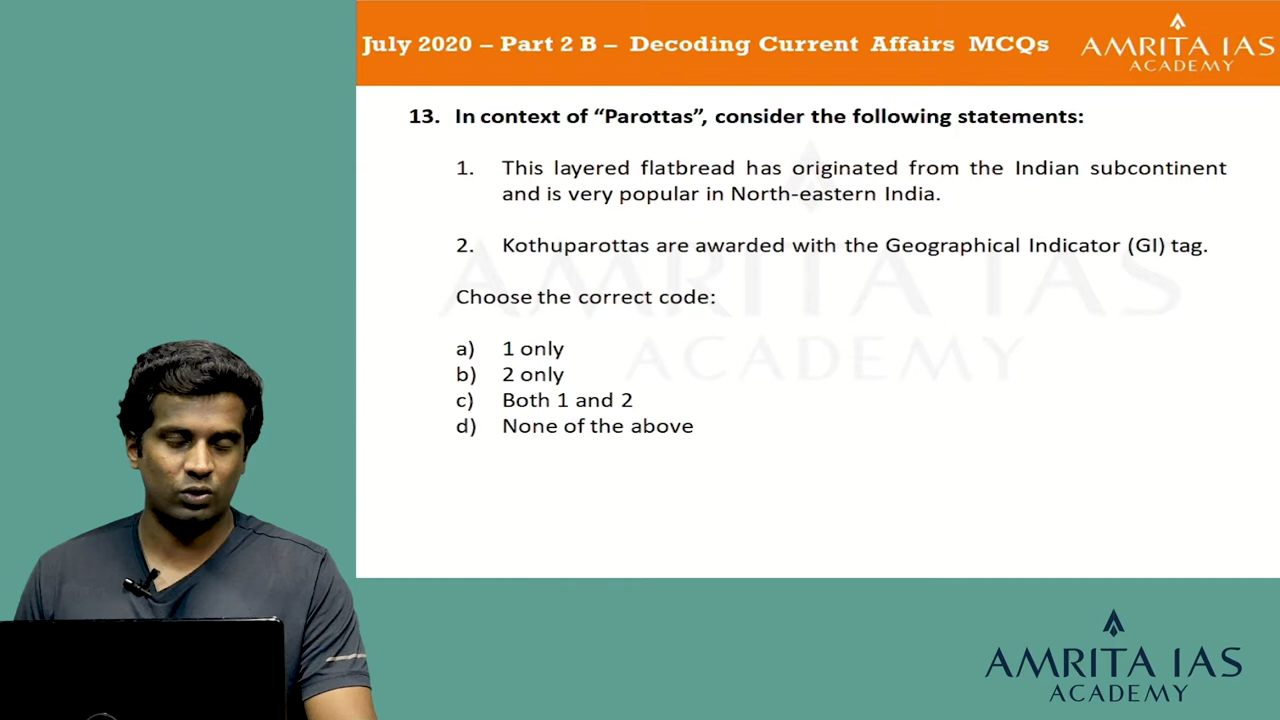 July 2020 – Part 2 B – Decoding Current Affairs MCQs
AMRITA IAS
ACADEMY
13. In context of “Parottas”, consider the following statements:
1. This layered flatbread has originated from the Indian subcontinent
and is very popular in North-eastern India.
2. Kothuparottas are awarded with the Geographical Indicator (GI) tag.
Choose the correct code:
a) 1 only
b) 2 only
c) Both 1 and 2
d) None of the above
AMRITA IAS
ACADEMY
AMRITA IAS
ACADEMY